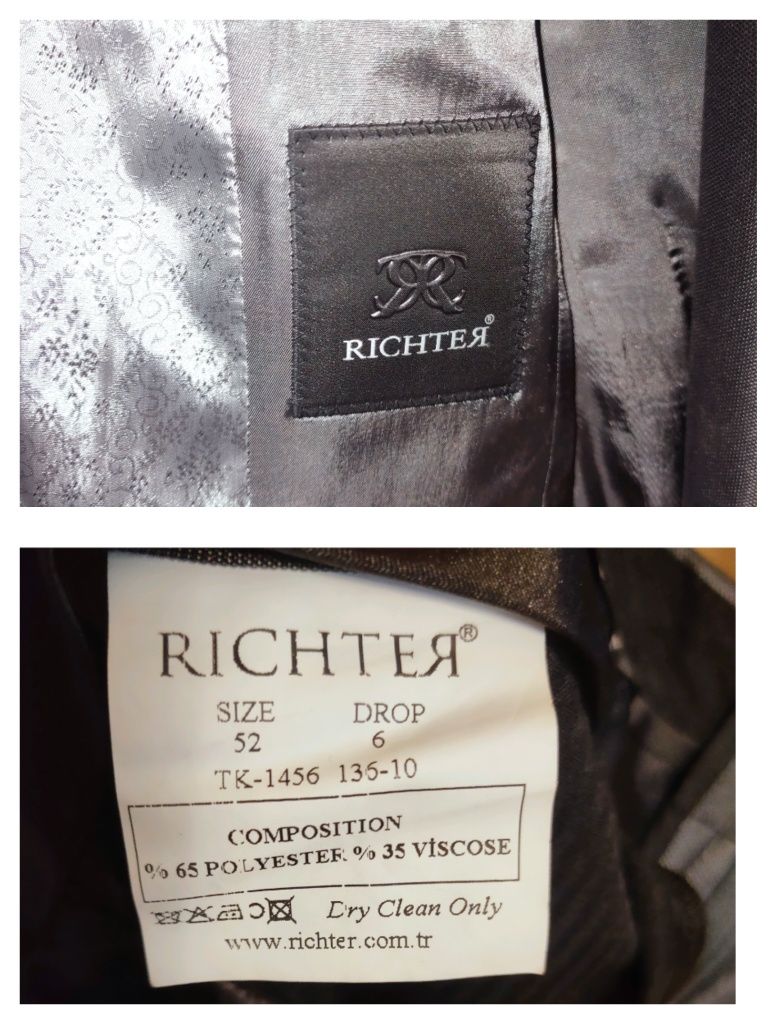 RICHTEЯ®
RICHTEЯ®
SIZE DROP
52 6
TK-1456 136-10
COMPOSITION
% 65 POLYESTER % 35 VİSCOSE
Dry Clean Only
www.richter.com.tr